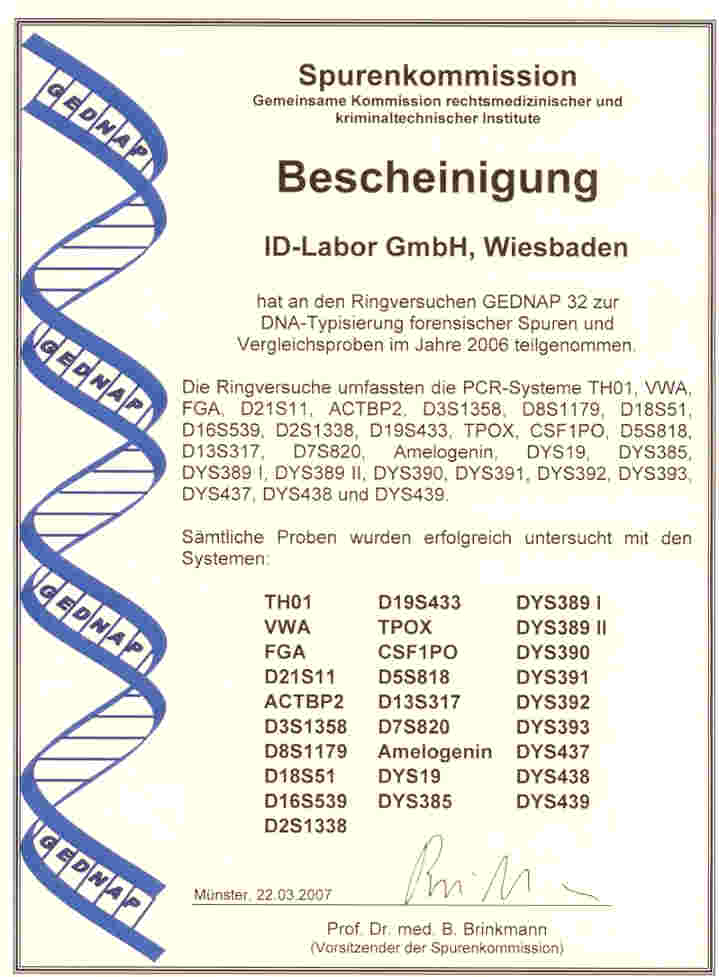 Spurenkommission
Gemeinsame Kommission rechtsmedizinischer und
kriminaltechnischer Institute
Bescheinigung
ID-Labor GmbH, Wiesbaden
hat an den Ringversuchen GEDNAP 32 zur
DNA-Typisierung forensischer Spuren und
Vergleichsproben im Jahre 2006 teilgenommen.
Die Ringversuche umfassten die PCR-Systeme TH01, VWA,
FGA, D21S11, ACTBP2, D3S1358, D8S1179, D18S51,
D16S539, D2S1338, D19S433, TPOX, CSF1PO, D5S818,
D13S317, D7S820, Amelogenin, DYS19, DYS385,
DYS389 I, DYS389 II, DYS390, DYS391, DYS392, DYS393,
DYS437, DYS438 und DYS439.
Sämtliche Proben wurden erfolgreich untersucht mit den
Systemen:
TH01 D19S433 DYS389 I
VWA TPOX DYS389 II
FGA CSF1PO DYS390
D21S11 D5S818 DYS391
ACTBP2 D13S317 DYS392
D3S1358 D7S820 DYS393
D8S1179 Amelogenin DYS437
D18S51 DYS19 DYS438
D16S539 DYS385 DYS439
D2S1338
Münster, 22.03.2007
Prof. Dr. med. B. Brinkmann
(Vorsitzender der Spurenkommission)
GEDNAP
GEDNAP
GEDNAP
GEDNAP